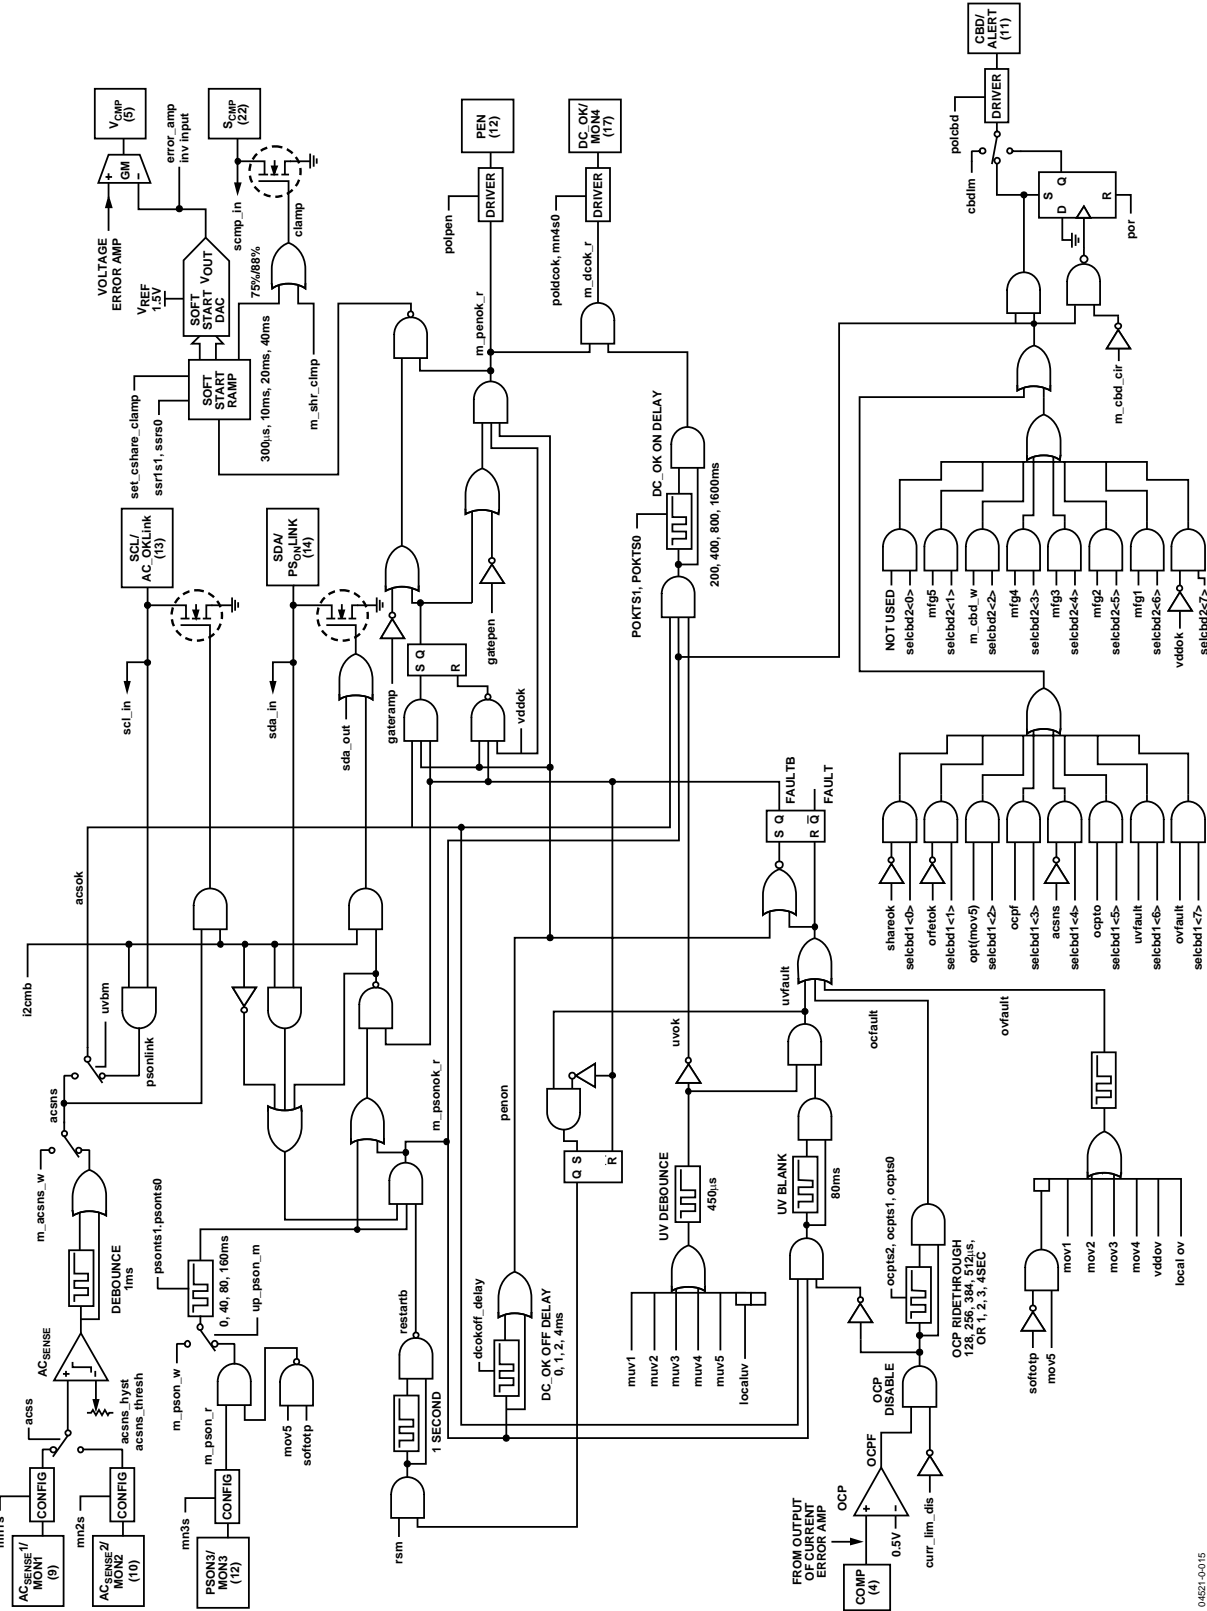 CBD/
ALERT
(11)
polcbd
DRIVER
cbdlm
S Q
D
R
por
m_cbd_clr
VCMP
(5)
GM
+
–
error_amp
inv input
VOLTAGE
ERROR AMP
SCMP
(22)
scmp_in
clamp
VREF
1.5V
SOFT
START VOUT
DAC
75%/88%
SOFT
START
RAMP
300µs, 10ms, 20ms, 40ms
m_shr_clmp
set_cshare_clamp
ssr1s1, ssrs0
PEN
(12)
polpen
DRIVER
m_penok_r
DC_OK/
MON4
(17)
poldcok, mn4s0
DRIVER
m_dcok_r
SCL/
AC_OKLink
(13)
scl_in
SDA/
PSONLINK
(14)
sda_in
sda_out
gateramp
S Q
R
gatepen
vddok
POKTS1, POKTS0
DC_OK ON DELAY
200, 400, 800, 1600ms
NOT USED
selcbd2<0>
mfg5
selcbd2<1>
m_cbd_w
selcbd2<2>
mfg4
selcbd2<3>
mfg3
selcbd2<4>
mfg2
selcbd2<5>
mfg1
selcbd2<6>
vddok
selcbd2<7>
shareok
selcbd1<0>
orfetok
selcbd1<1>
opt(mov5)
selcbd1<2>
ocpf
selcbd1<3>
acsns
selcbd1<4>
ocpto
selcbd1<5>
uvfault
selcbd1<6>
ovfault
selcbd1<7>
FAULTB
FAULT
S Q
R Q
acsok
i2cmb
uvbm
psonlink
acsns
m_acsns_w
DEBOUNCE
1ms
ACSENSE
+
–
acsns_hyst
acsns_thresh
acss
CONFIG
CONFIG
mn2s
ACSENSE1/
MON1
(9)
ACSENSE2/
MON2
(10)
psonts1.psonts0
0, 40, 80, 160ms
up_pson_m
m_pson_w
m_pson_r
mov5
softotp
mn3s
CONFIG
PSON3/
MON3
(12)
m_psonok_r
restartb
1 SECOND
rsm
penon
dcokoff_delay
DC_OK OFF DELAY
0, 1, 2, 4ms
Q S
R
uvok
UV DEBOUNCE
450µs
muv1
muv2
muv3
muv4
muv5
localuv
uvfault
UV BLANK
80ms
ocfault
ocpts2, ocpts1, ocpts0
OCP RIDETHROUGH
128, 256, 384, 512µs,
OR 1, 2, 3, 4SEC
OCP
DISABLE
OCPF
OCP
+
–
0.5V
curr_lim_dis
FROM OUTPUT
OF CURRENT
ERROR AMP
COMP
(4)
ovfault
mov1
mov2
mov3
mov4
vddov
local ov
softotp
mov5
04521-0-015